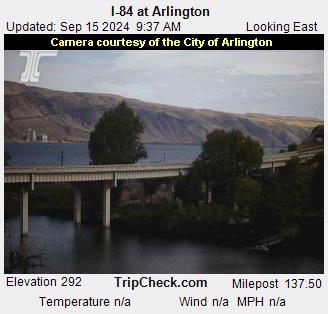 I-84 at Arlington
Updated: Sep 15 2024 9:37 AM Looking East
Camera courtesy of the City of Arlington
Elevation 292 TripCheck.com Milepost 137.50
Temperature n/a Wind n/a MPH n/a